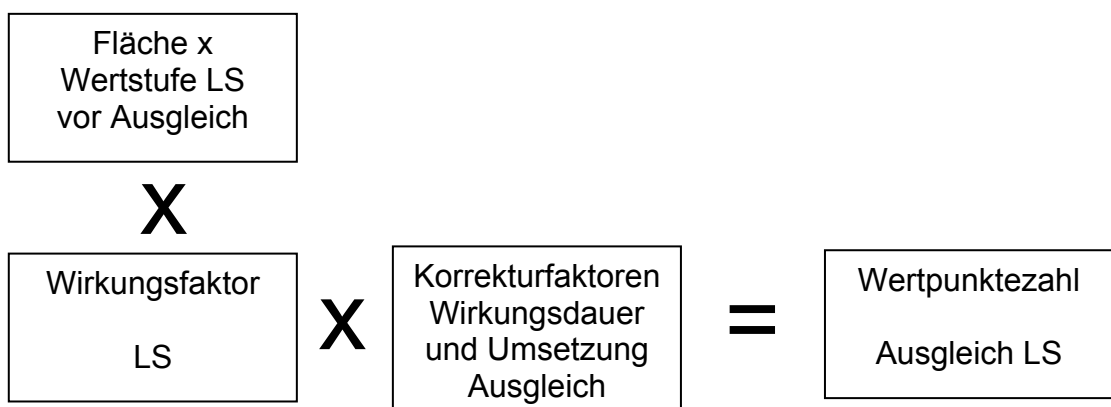 Fläche x
Wertstufe LS
vor Ausgleich
X
Wirkungsfaktor
LS
X
Korrekturfaktoren
Wirkungsdauer
und Umsetzung
Ausgleich
=
Wertpunktezahl
Ausgleich LS